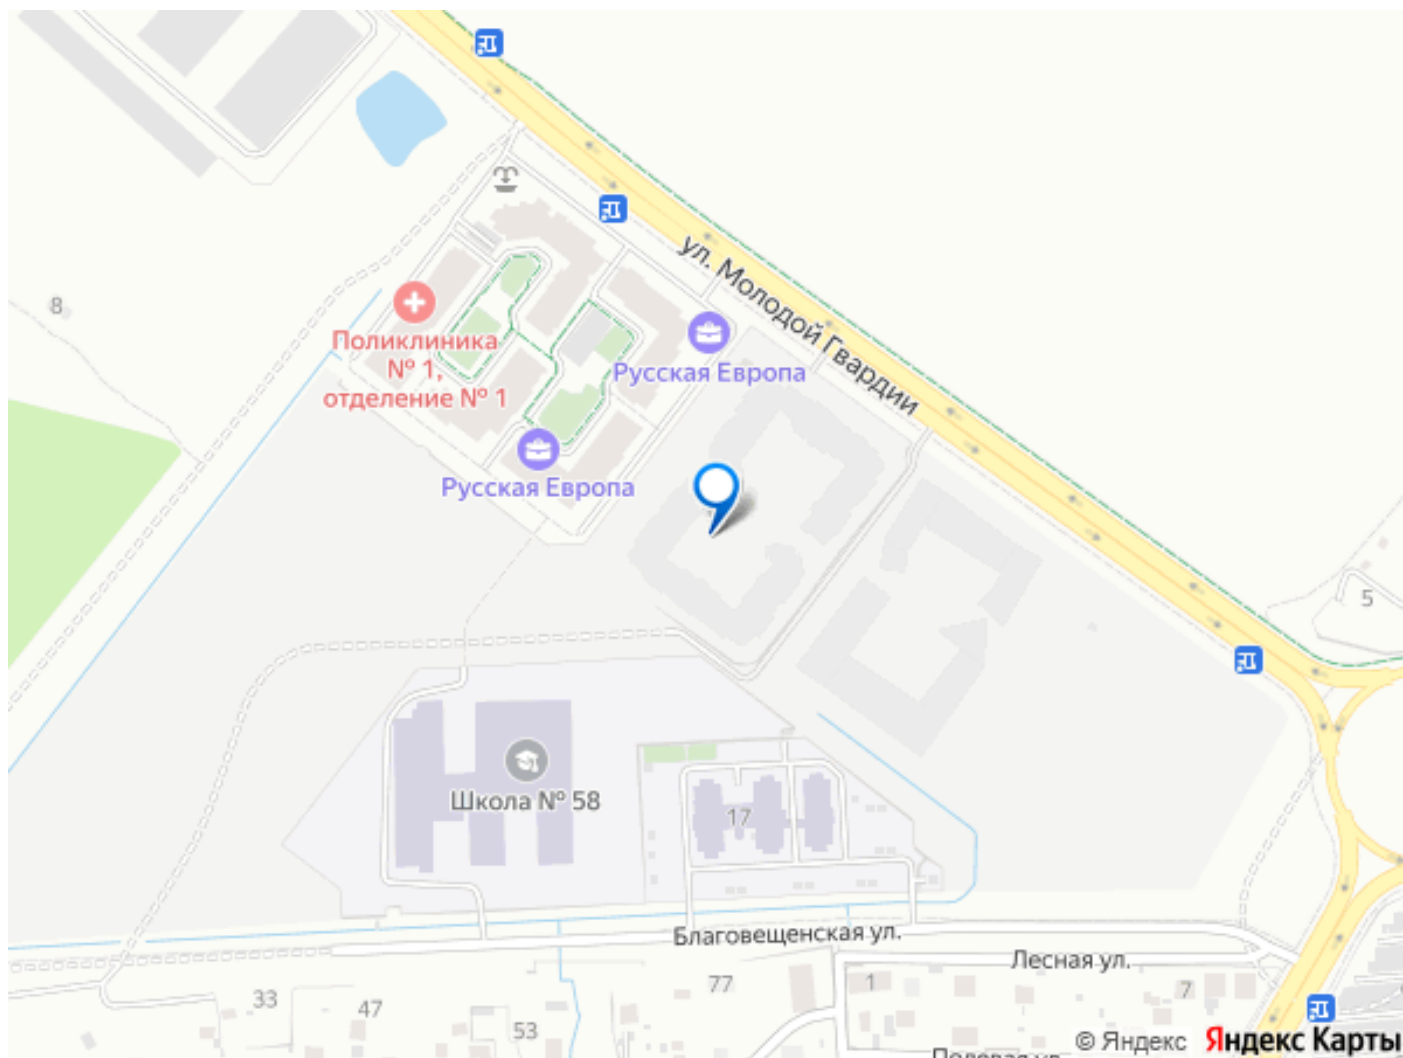 ул. Молодой Гвардии
8
Поликлиника
№ 1,
отделение № 1
Русская Европа
Русская Европа
5
Школа № 58
17
Благовещенская ул.
Лесная ул.
77
1
7
33
47
53
© Яндекс
Яндекс Карты